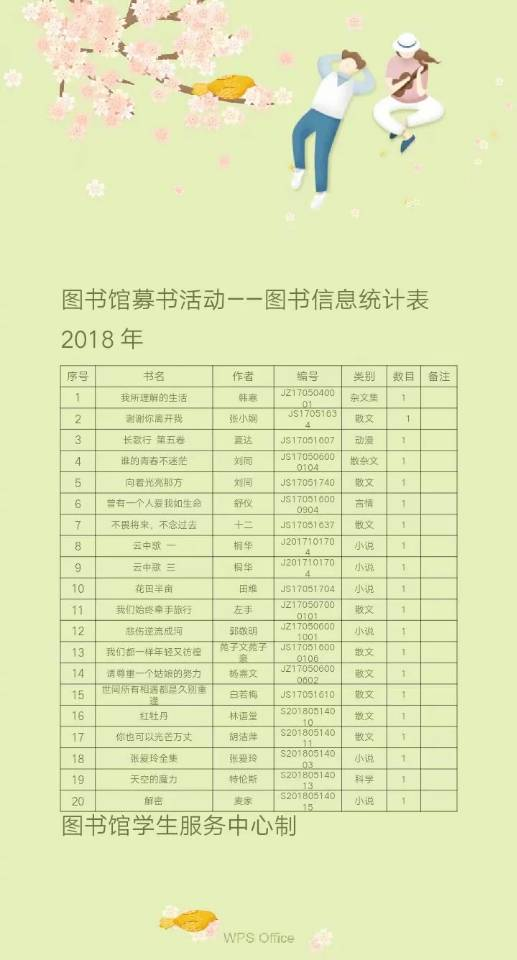 图书馆募书活动——图书信息统计表
2018 年
序号 书名 作者 编号 类别 数目 备注
1 我所理解的生活 韩寒 JZ1705040001 杂文集 1
2 谢谢你离开我 张小娴 JS17051634 散文 1
3 长歌行 第五卷 夏达 JS17051607 动漫 1
4 谁的青春不迷茫 刘同 JS170506000104 散杂文 1
5 向着光亮那方 刘同 JS17051740 散文 1
6 曾有一个人爱我如生命 舒仪 JS170516000904 言情 1
7 不畏将来，不念过去 十二 JS17051637 散文 1
8 云中歌 一 桐华 J2017101704 小说 1
9 云中歌 三 桐华 J2017101704 小说 1
10 花田半亩 田维 JS17051704 小说 1
11 我们始终牵手旅行 左手 JZ170507000101 散文 1
12 悲伤逆流成河 郭敬明 JZ170506001001 小说 1
13 我们都一样年轻又彷徨 苑子文苑子豪 JS170516000106 散文 1
14 请尊重一个姑娘的努力 杨熹文 JZ170506000602 散文 1
15 世间所有相遇都是久别重逢 白若梅 JS17051610 散文 1
16 红牡丹 林语堂 S20180514010 散文 1
17 你也可以光芒万丈 胡洁萍 S20180514011 散文 1
18 张爱玲全集 张爱玲 S20180514003 小说 1
19 天空的魔力 特伦斯 S20180514013 科学 1
20 解密 麦家 S20180514015 小说 1
图书馆学生服务中心制
WPS Office